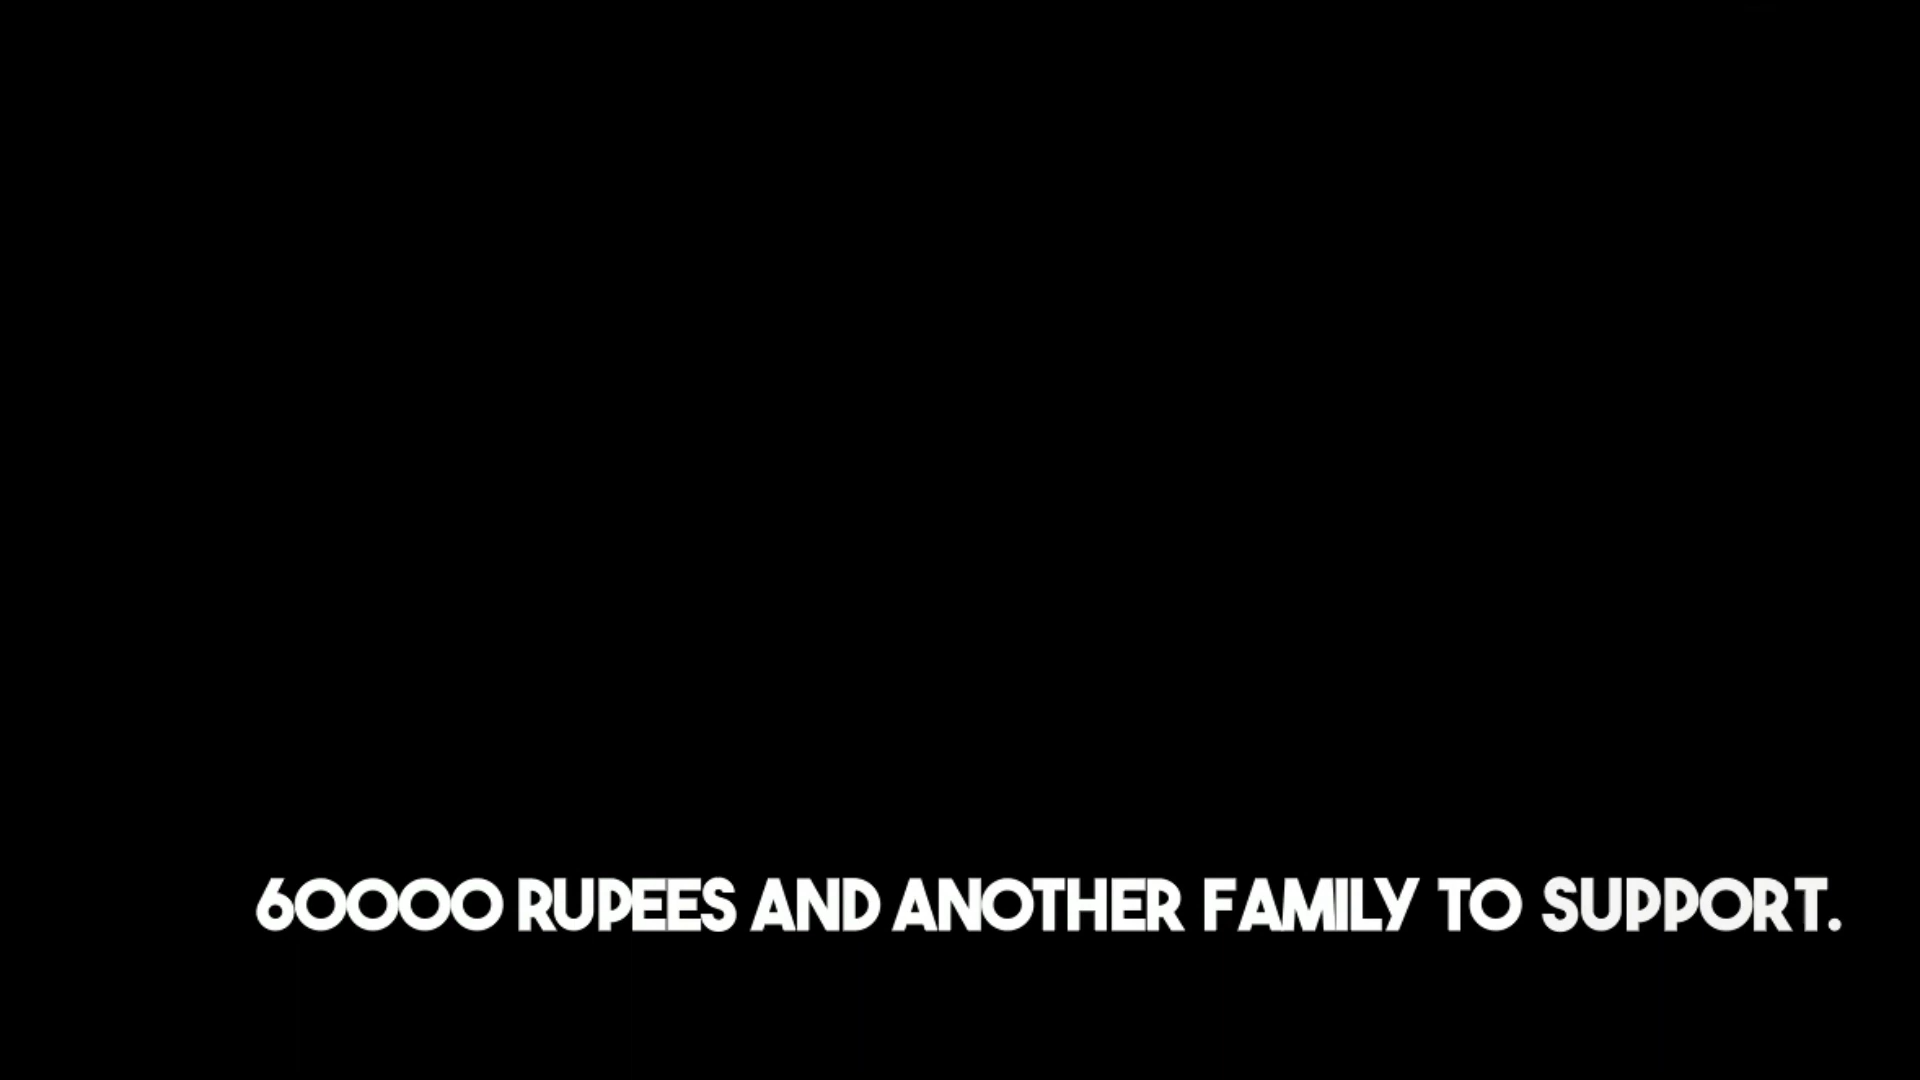 60000 RUPEES AND ANOTHER FAMILY TO SUPPORT.